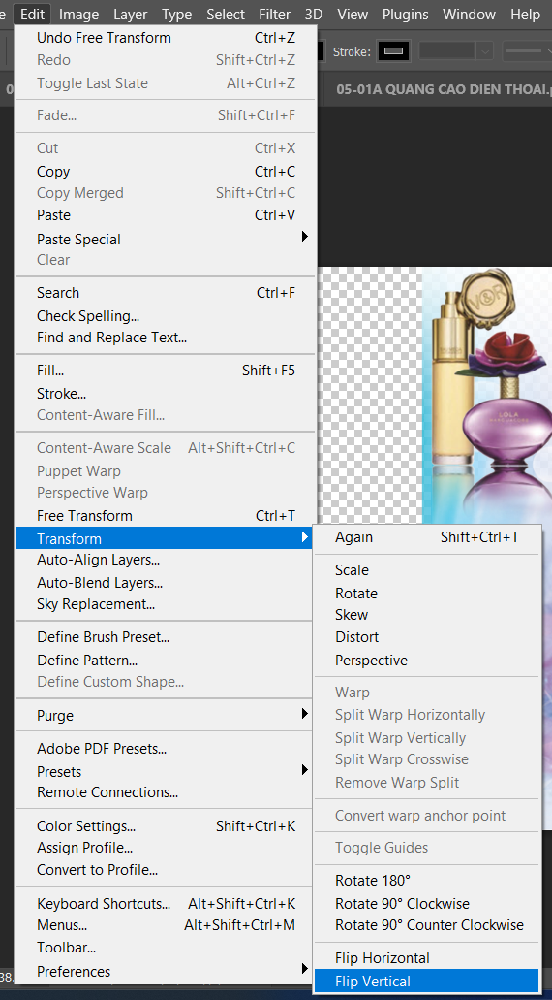 Edit Image Layer Type Select Filter 3D View Plugins Window Help
Stroke:
05-01A QUANG CAO DIEN THOAI.p
Undo Free Transform Ctrl+Z
Redo Shift+Ctrl+Z
Toggle Last State Alt+Ctrl+Z
Fade... Shift+Ctrl+F
Cut Ctrl+X
Copy Ctrl+C
Copy Merged Shift+Ctrl+C
Paste Ctrl+V
Paste Special
Clear
Search Ctrl+F
Check Spelling...
Find and Replace Text...
Fill... Shift+F5
Stroke...
Content-Aware Fill...
Content-Aware Scale Alt+Shift+Ctrl+C
Puppet Warp
Perspective Warp
Free Transform Ctrl+T
Transform
Auto-Align Layers...
Auto-Blend Layers...
Sky Replacement...
Define Brush Preset...
Define Pattern...
Define Custom Shape...
Purge
Adobe PDF Presets...
Presets
Remote Connections...
Color Settings... Shift+Ctrl+K
Assign Profile...
Convert to Profile...
Keyboard Shortcuts... Alt+Shift+Ctrl+K
Menus... Alt+Shift+Ctrl+M
Toolbar...
Preferences
Again Shift+Ctrl+T
Scale
Rotate
Skew
Distort
Perspective
Warp
Split Warp Horizontally
Split Warp Vertically
Split Warp Crosswise
Remove Warp Split
Convert warp anchor point
Toggle Guides
Rotate 180°
Rotate 90° Clockwise
Rotate 90° Counter Clockwise
Flip Horizontal
Flip Vertical
LOLA
38.